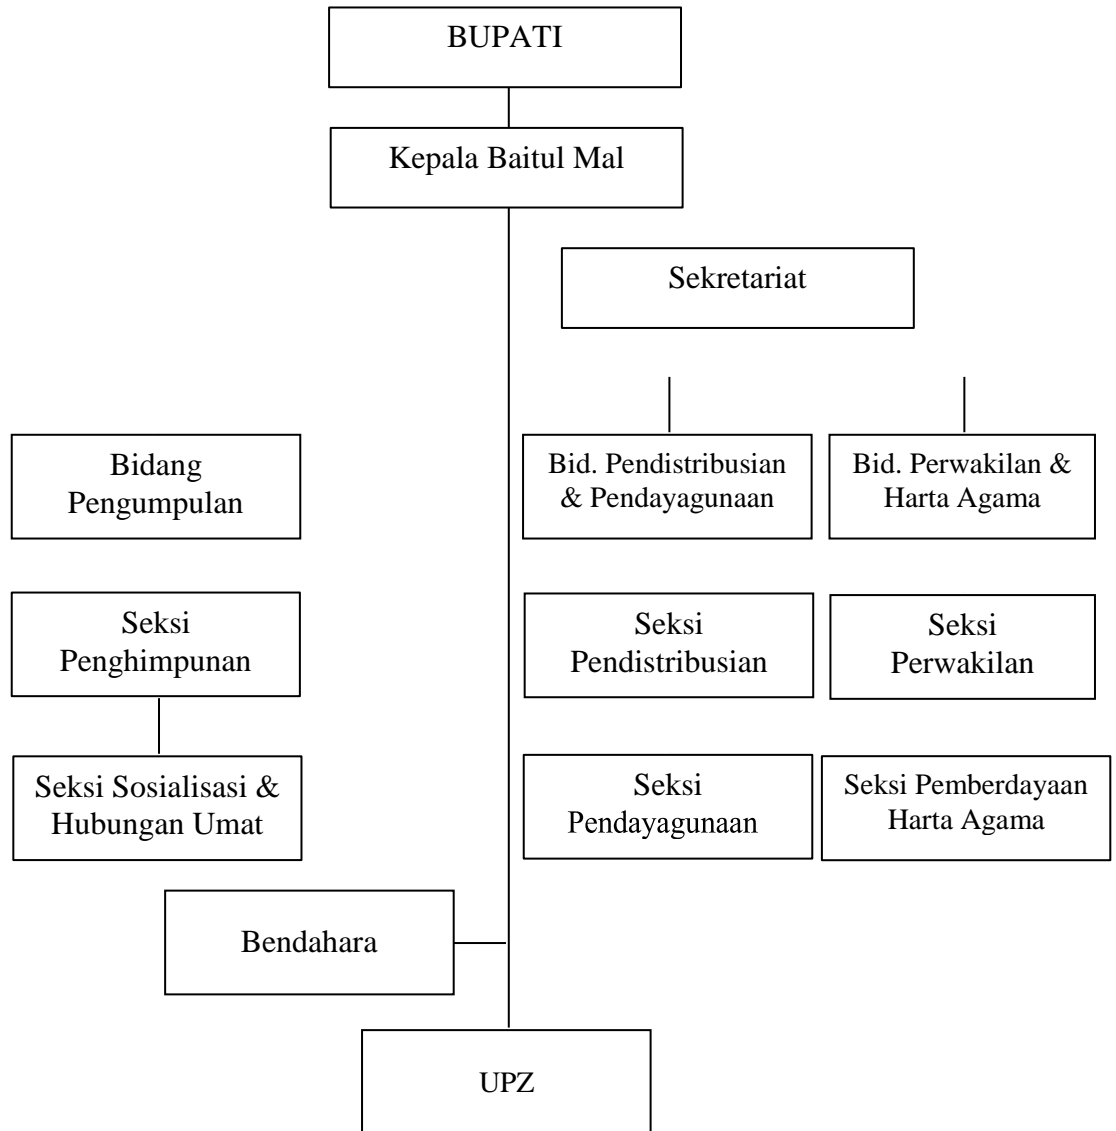 BUPATI
Kepala Baitul Mal
Sekretariat
Bidang
Pengumpulan
Bid. Pendistribusian
& Pendayagunaan
Bid. Perwakilan &
Harta Agama
Seksi
Penghimpunan
Seksi
Pendistribusian
Seksi
Perwakilan
Seksi Sosialisasi &
Hubungan Umat
Seksi
Pendayagunaan
Seksi Pemberdayaan
Harta Agama
Bendahara
UPZ